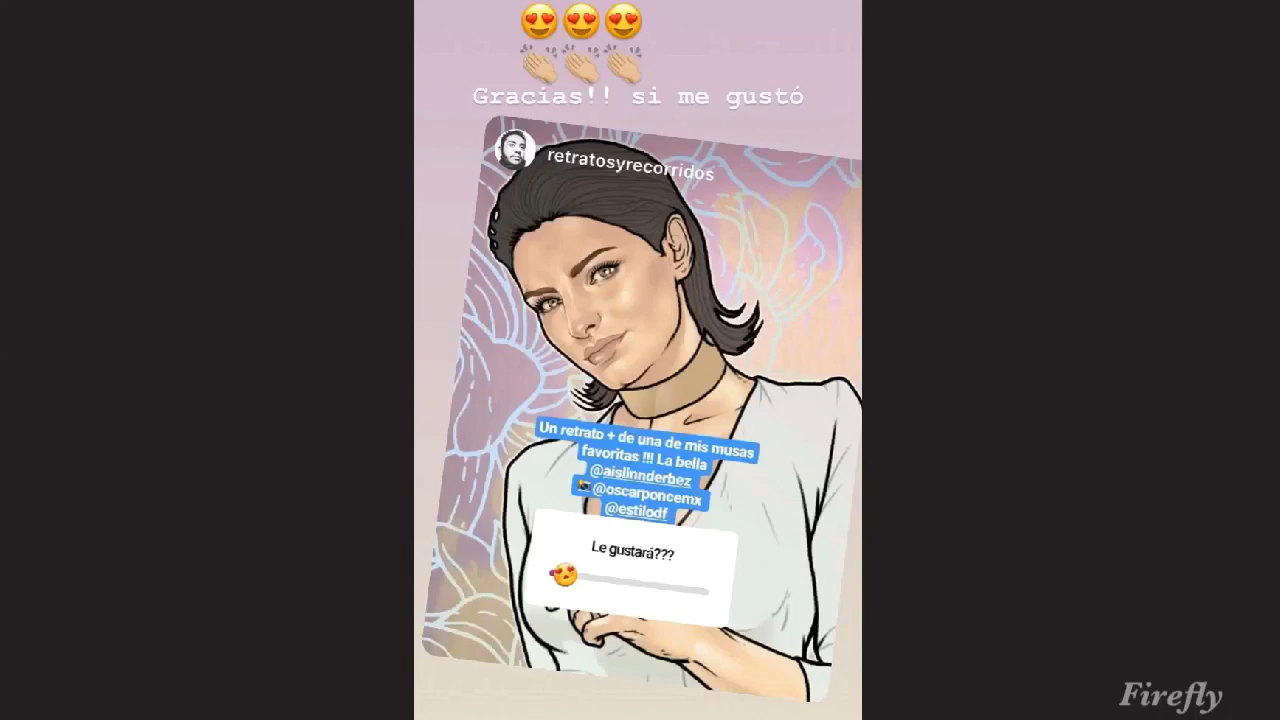 😍😍😍
👏🏼👏🏼👏🏼
Gracias!! si me gustó
retratosyrecorridos
Un retrato + de una de mis musas
favoritas !!! La bella
@aislinnderbez
📸@oscarponcemx
@estilodf
Le gustará???
Firefly